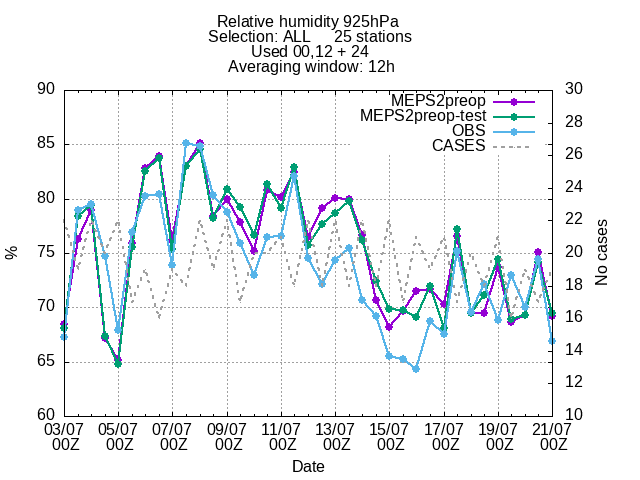 Relative humidity 925hPa
Selection: ALL 25 stations
Used 00,12 + 24
Averaging window: 12h
90 30
MEPS2preop
MEPS2preop-test
OBS
CASES
85
80
75
70
65
60
28
26
24
22
20
18
16
14
12
10
%
No cases
03/07 05/07 07/07 09/07 11/07 13/07 15/07 17/07 19/07 21/07
00Z 00Z 00Z 00Z 00Z 00Z 00Z 00Z 00Z 00Z
Date